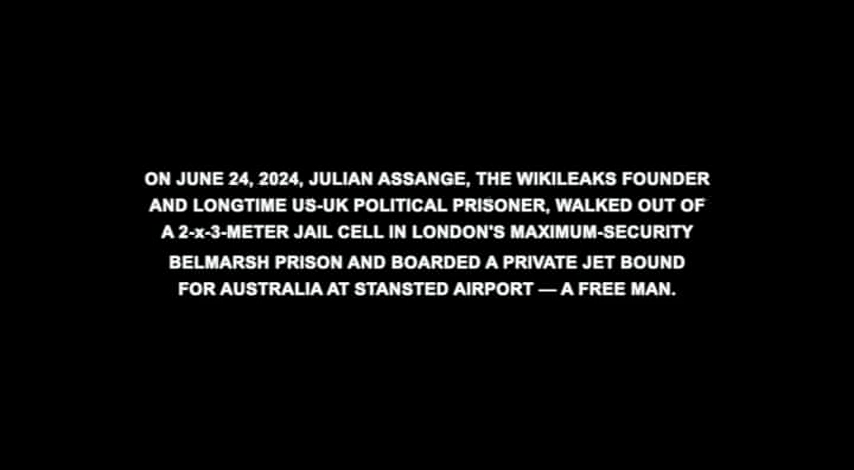 ON JUNE 24, 2024, JULIAN ASSANGE, THE WIKILEAKS FOUNDER
AND LONGTIME US-UK POLITICAL PRISONER, WALKED OUT OF
A 2-x-3-METER JAIL CELL IN LONDON'S MAXIMUM-SECURITY
BELMARSH PRISON AND BOARDED A PRIVATE JET BOUND
FOR AUSTRALIA AT STANSTED AIRPORT — A FREE MAN.